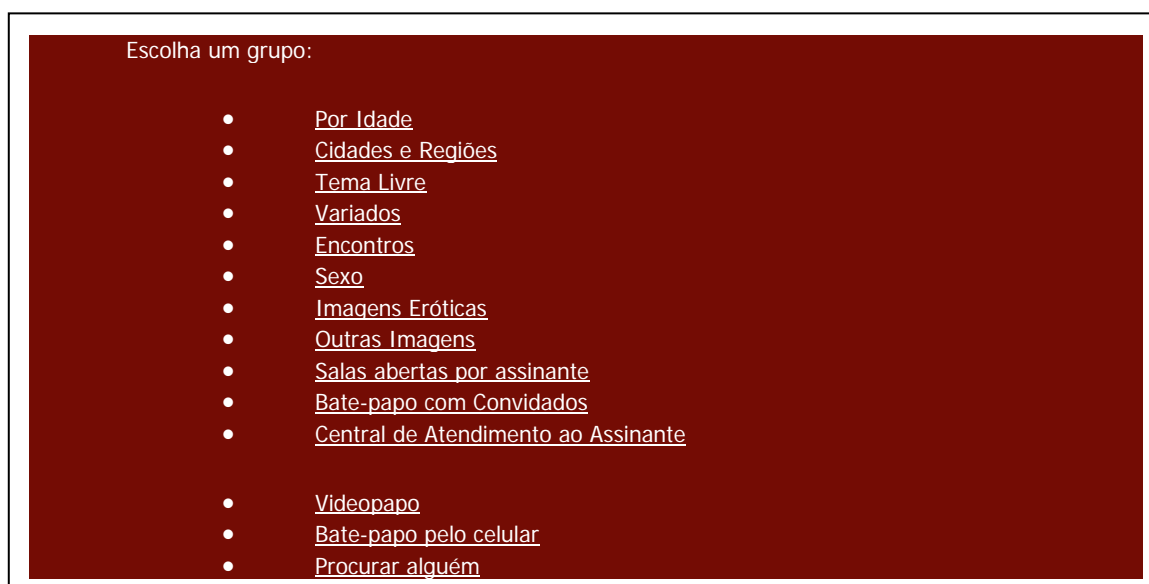 Escolha um grupo:
• Por Idade
• Cidades e Regiões
• Tema Livre
• Variados
• Encontros
• Sexo
• Imagens Eróticas
• Outras Imagens
• Salas abertas por assinante
• Bate-papo com Convidados
• Central de Atendimento ao Assinante
• Videopapo
• Bate-papo pelo celular
• Procurar alguém